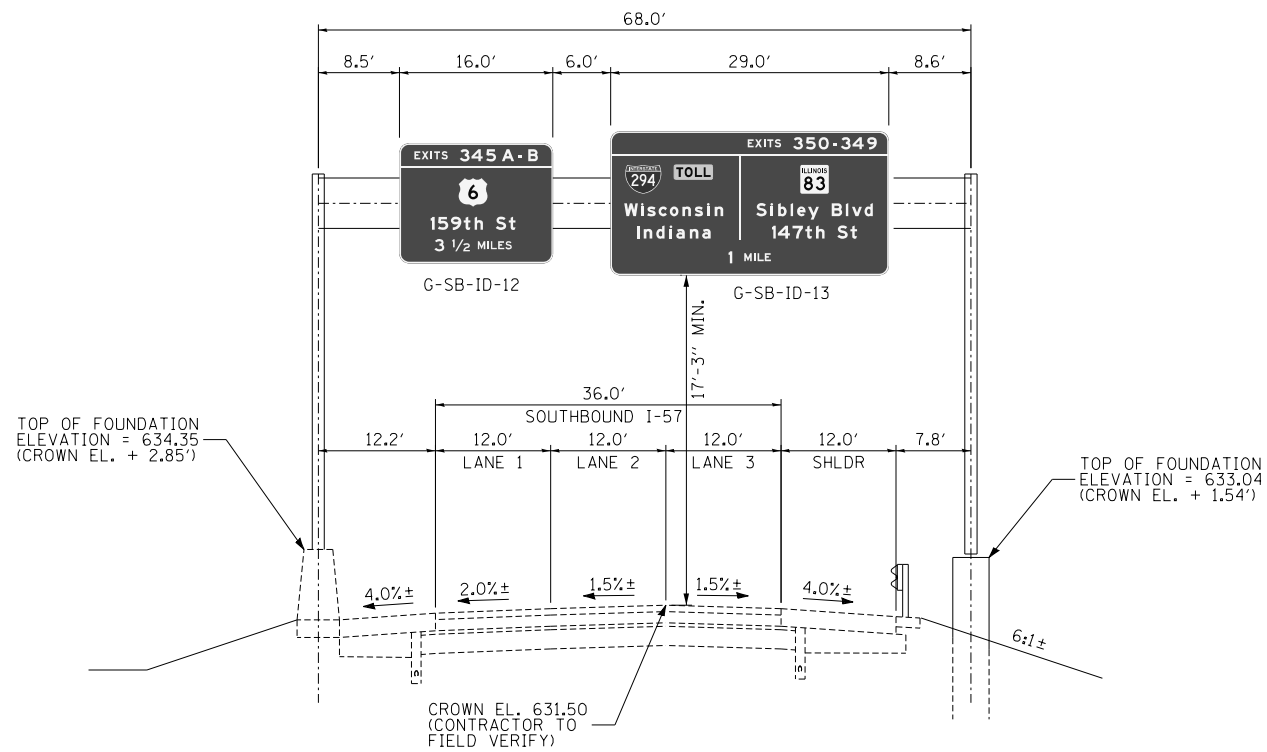 68.0'
8.5' 16.0' 6.0' 29.0' 8.6'
EXITS 345 A-B
6
159th St
3 1/2 MILES
G-SB-ID-12
EXITS 350-349
INTERSTATE
294
TOLL
Wisconsin
Indiana
ILLINOIS
83
Sibley Blvd
147th St
1 MILE
G-SB-ID-13
17'-3" MIN.
36.0'
SOUTHBOUND I-57
12.2' 12.0' 12.0' 12.0' 12.0' 7.8'
LANE 1 LANE 2 LANE 3 SHLDR
TOP OF FOUNDATION
ELEVATION = 634.35
(CROWN EL. + 2.85')
TOP OF FOUNDATION
ELEVATION = 633.04
(CROWN EL. + 1.54')
4.0%± 2.0%± 1.5%± 1.5%± 4.0%±
6:1±
CROWN EL. 631.50
(CONTRACTOR TO
FIELD VERIFY)